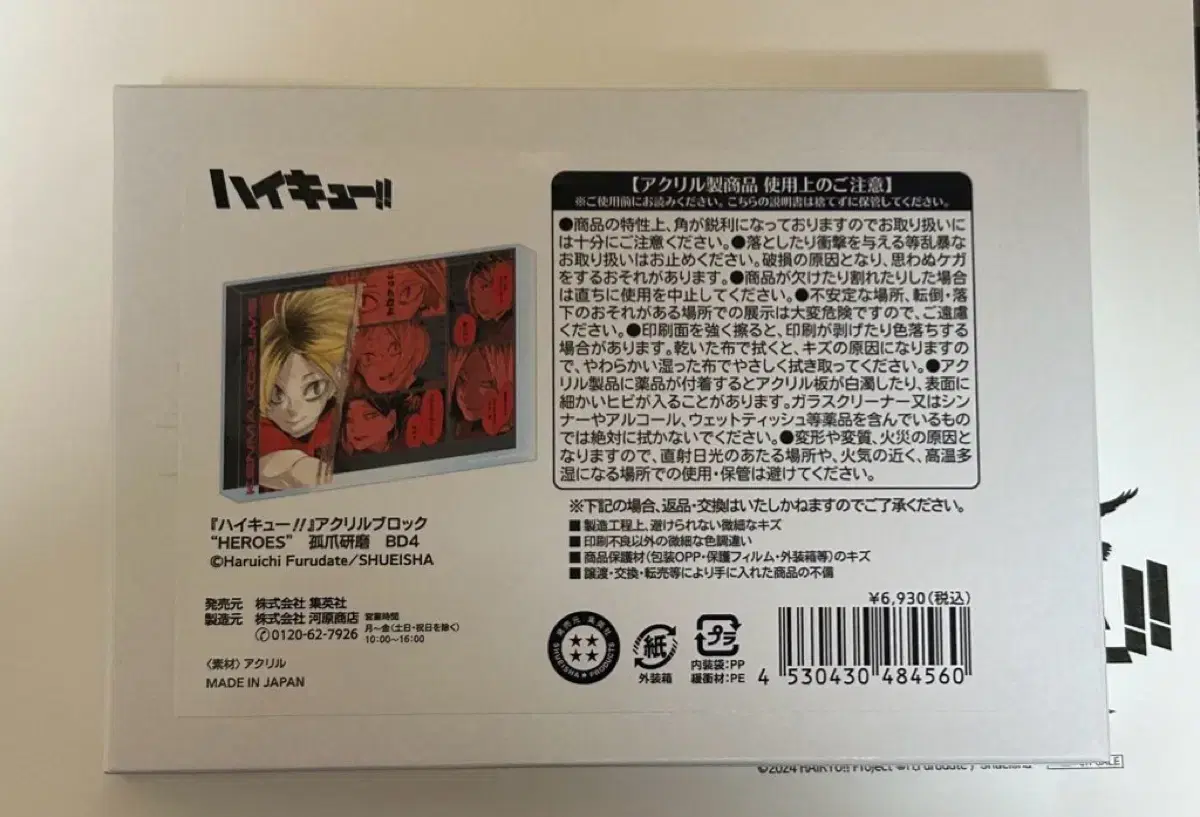 ハイキュー!!
KENMA KOZUME
『ハイキュー!!』アクリルブロック
“HEROES” 孤爪研磨 BD4
©Haruichi Furudate/SHUEISHA
発売元 株式会社 集英社
製造元 株式会社 河原商店 営業時間
0120-62-7926 月~金(土日・祝日を除く)
10:00~16:00
〈素材〉アクリル
MADE IN JAPAN
【アクリル製商品 使用上のご注意】
※ご使用前にお読みください。こちらの説明書は捨てずに保管してください。
●商品の特性上、角が鋭利になっておりますのでお取り扱いに
は十分にご注意ください。●落としたり衝撃を与える等乱暴な
お取り扱いはお止めください。破損の原因となり、思わぬケガ
をするおそれがあります。●商品が欠けたり割れたりした場合
は直ちに使用を中止してください。●不安定な場所、転倒・落
下のおそれがある場所での展示は大変危険ですので、ご遠慮
ください。●印刷面を強く擦ると、印刷が剥げたり色落ちする
場合があります。乾いた布で拭くと、キズの原因になりますの
で、やわらかい湿った布でやさしく拭き取ってください。●アク
リル製品に薬品が付着するとアクリル板が白濁したり、表面に
細かいヒビが入ることがあります。ガラスクリーナー又はシン
ナーやアルコール、ウェットティッシュ等薬品を含んでいるもの
では絶対に拭かないでください。●変形や変質、火災の原因と
なりますので、直射日光のあたる場所や、火気の近く、高温多
湿になる場所での使用・保管は避けてください。
※下記の場合、返品・交換はいたしかねますのでご了承ください。
■製造工程上、避けられない微細なキズ
■印刷不良以外の微細な色調違い
■商品保護材(包装OPP・保護フィルム・外装箱等)のキズ
■譲渡・交換・転売等により手に入れた商品の不備
¥6,930(税込)
発売元 集英社
SHUEISHA PRODUCTS
紙
外装箱
プラ
内装袋:PP
緩衝材:PE
4 530430 484560
©2024 HAIKYU!! Project ©H.Furudate / Shueisha